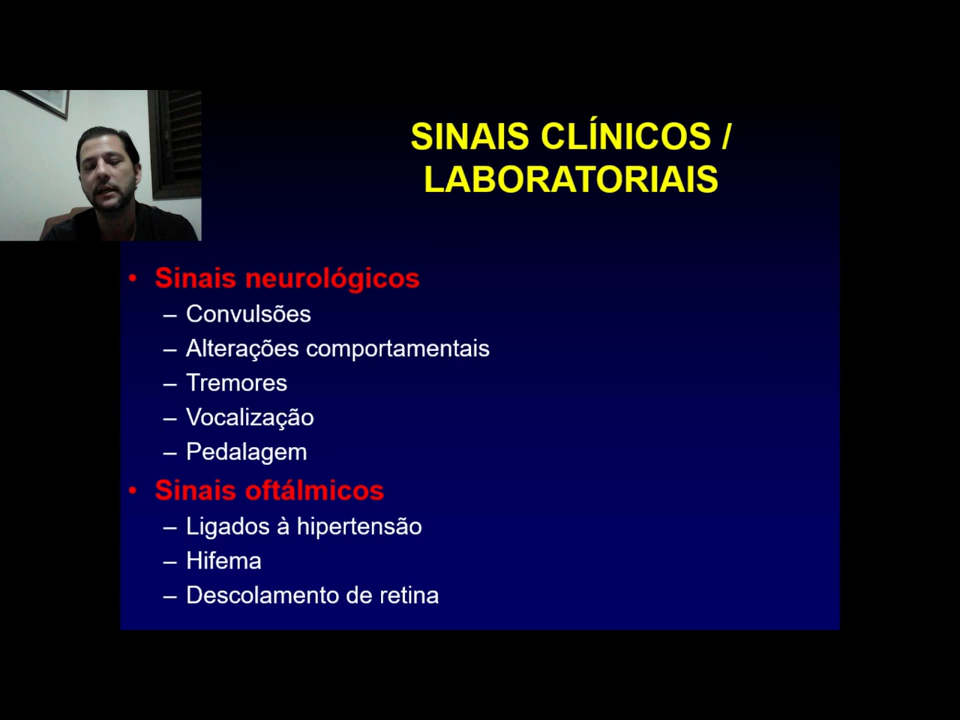 SINAIS CLÍNICOS /
LABORATORIAIS
• Sinais neurológicos
– Convulsões
– Alterações comportamentais
– Tremores
– Vocalização
– Pedalagem
• Sinais oftálmicos
– Ligados à hipertensão
– Hifema
– Descolamento de retina